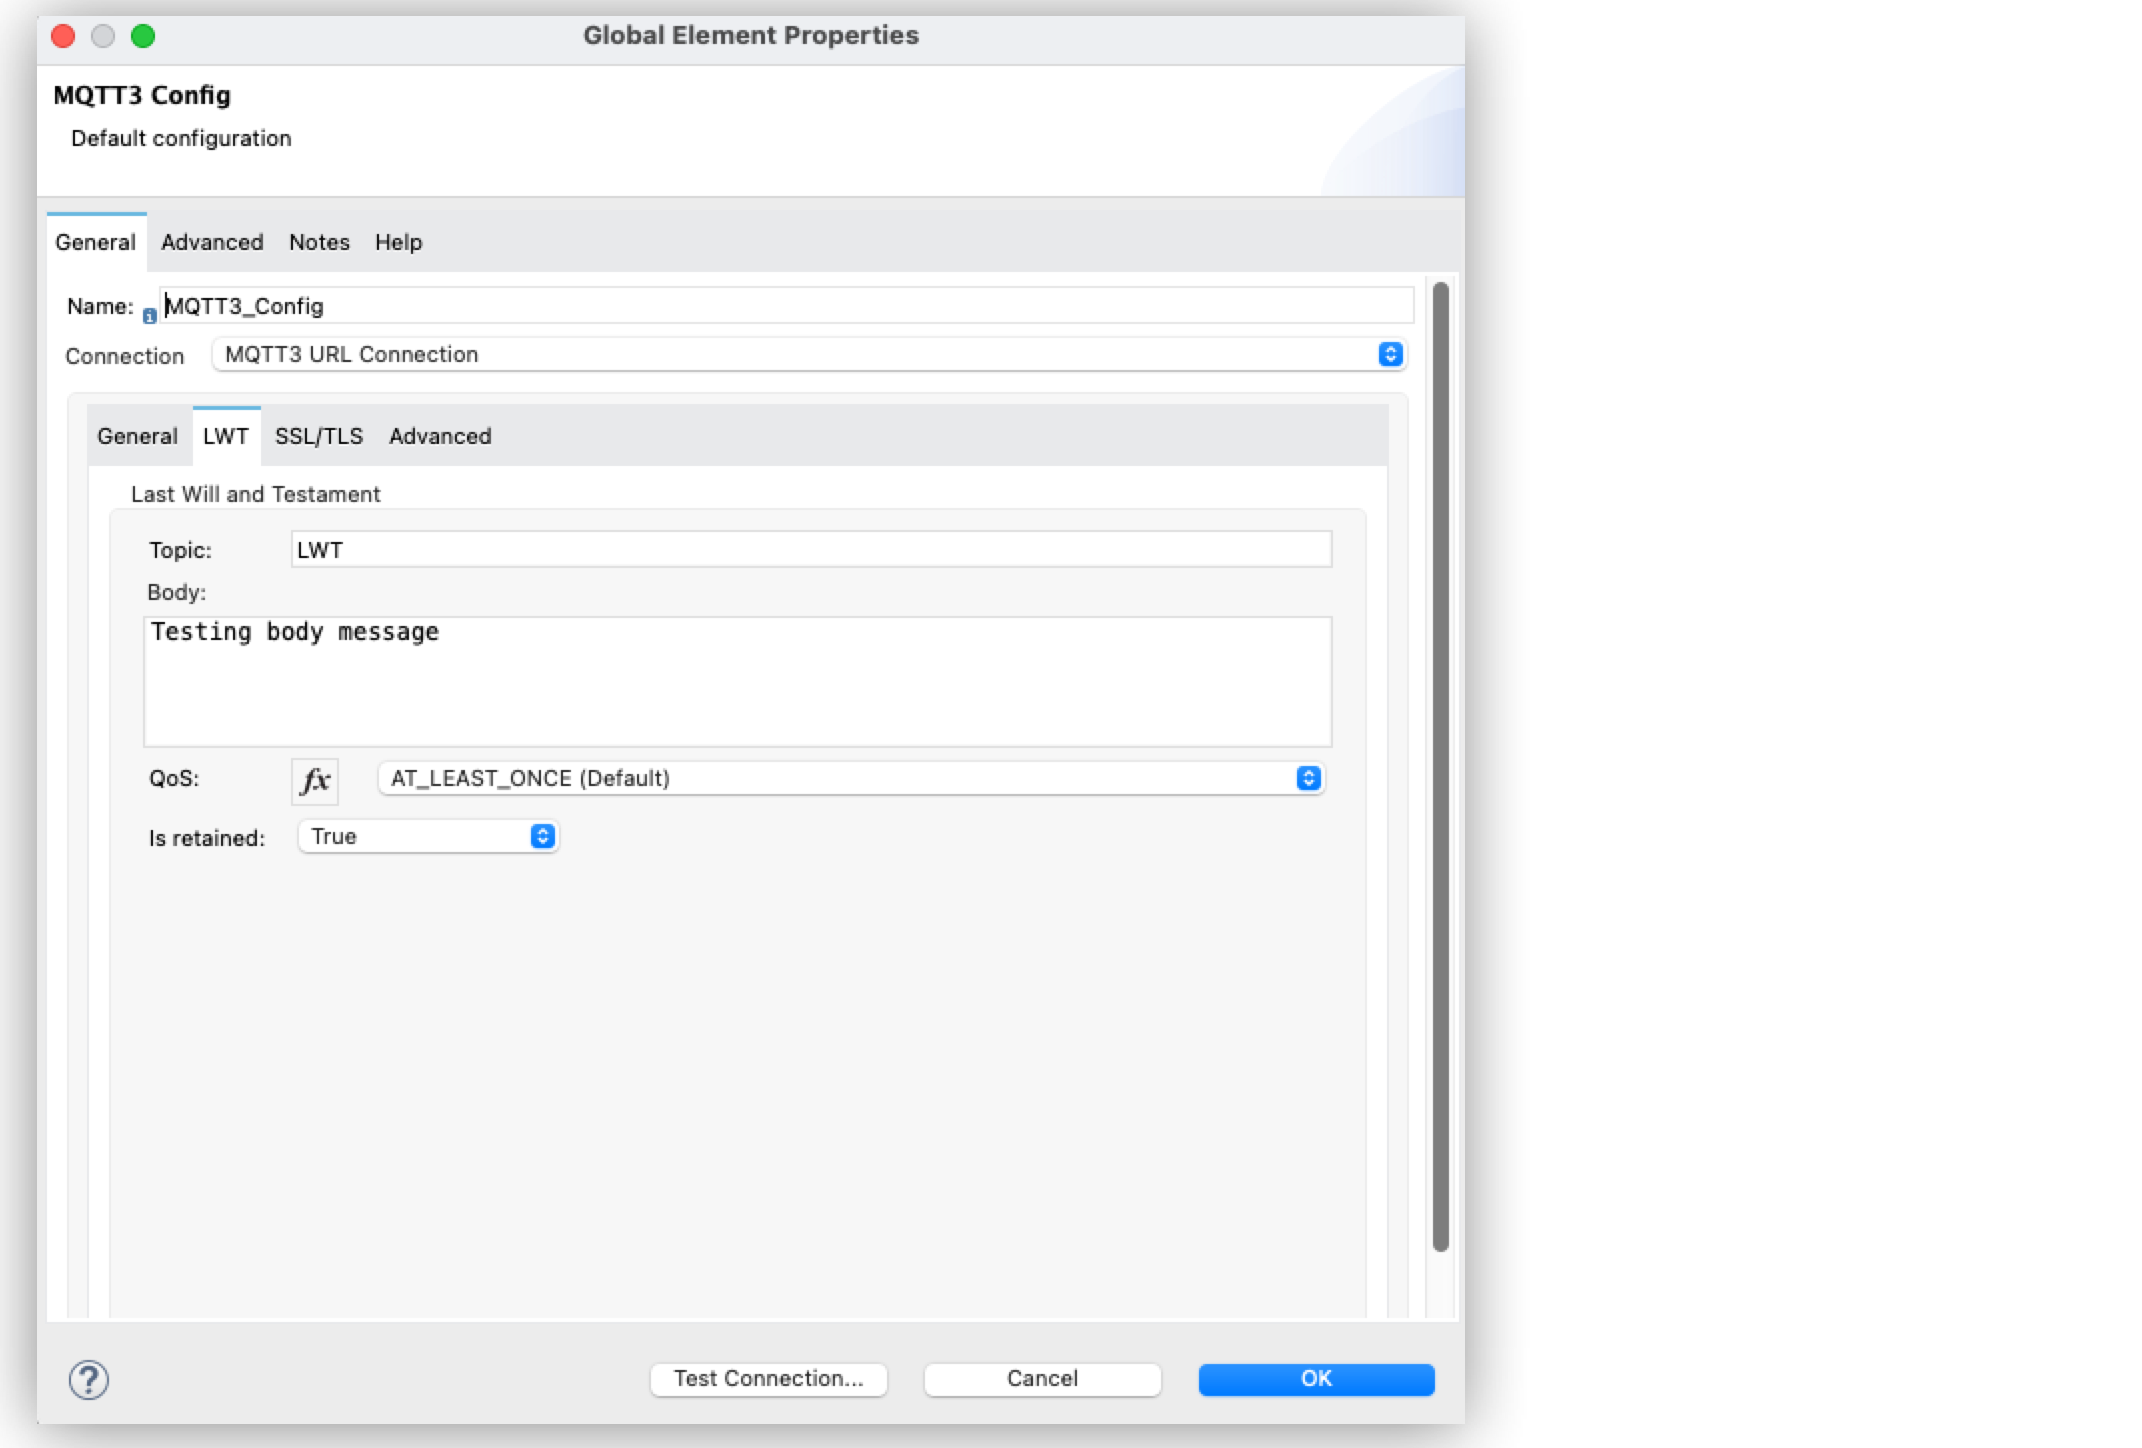 Global Element Properties
MQTT3 Config
Default configuration
General Advanced Notes Help
Name: MQTT3_Config
Connection MQTT3 URL Connection
General LWT SSL/TLS Advanced
Last Will and Testament
Topic: LWT
Body:
Testing body message
QoS: fx AT_LEAST_ONCE (Default)
Is retained: True
? Test Connection... Cancel OK